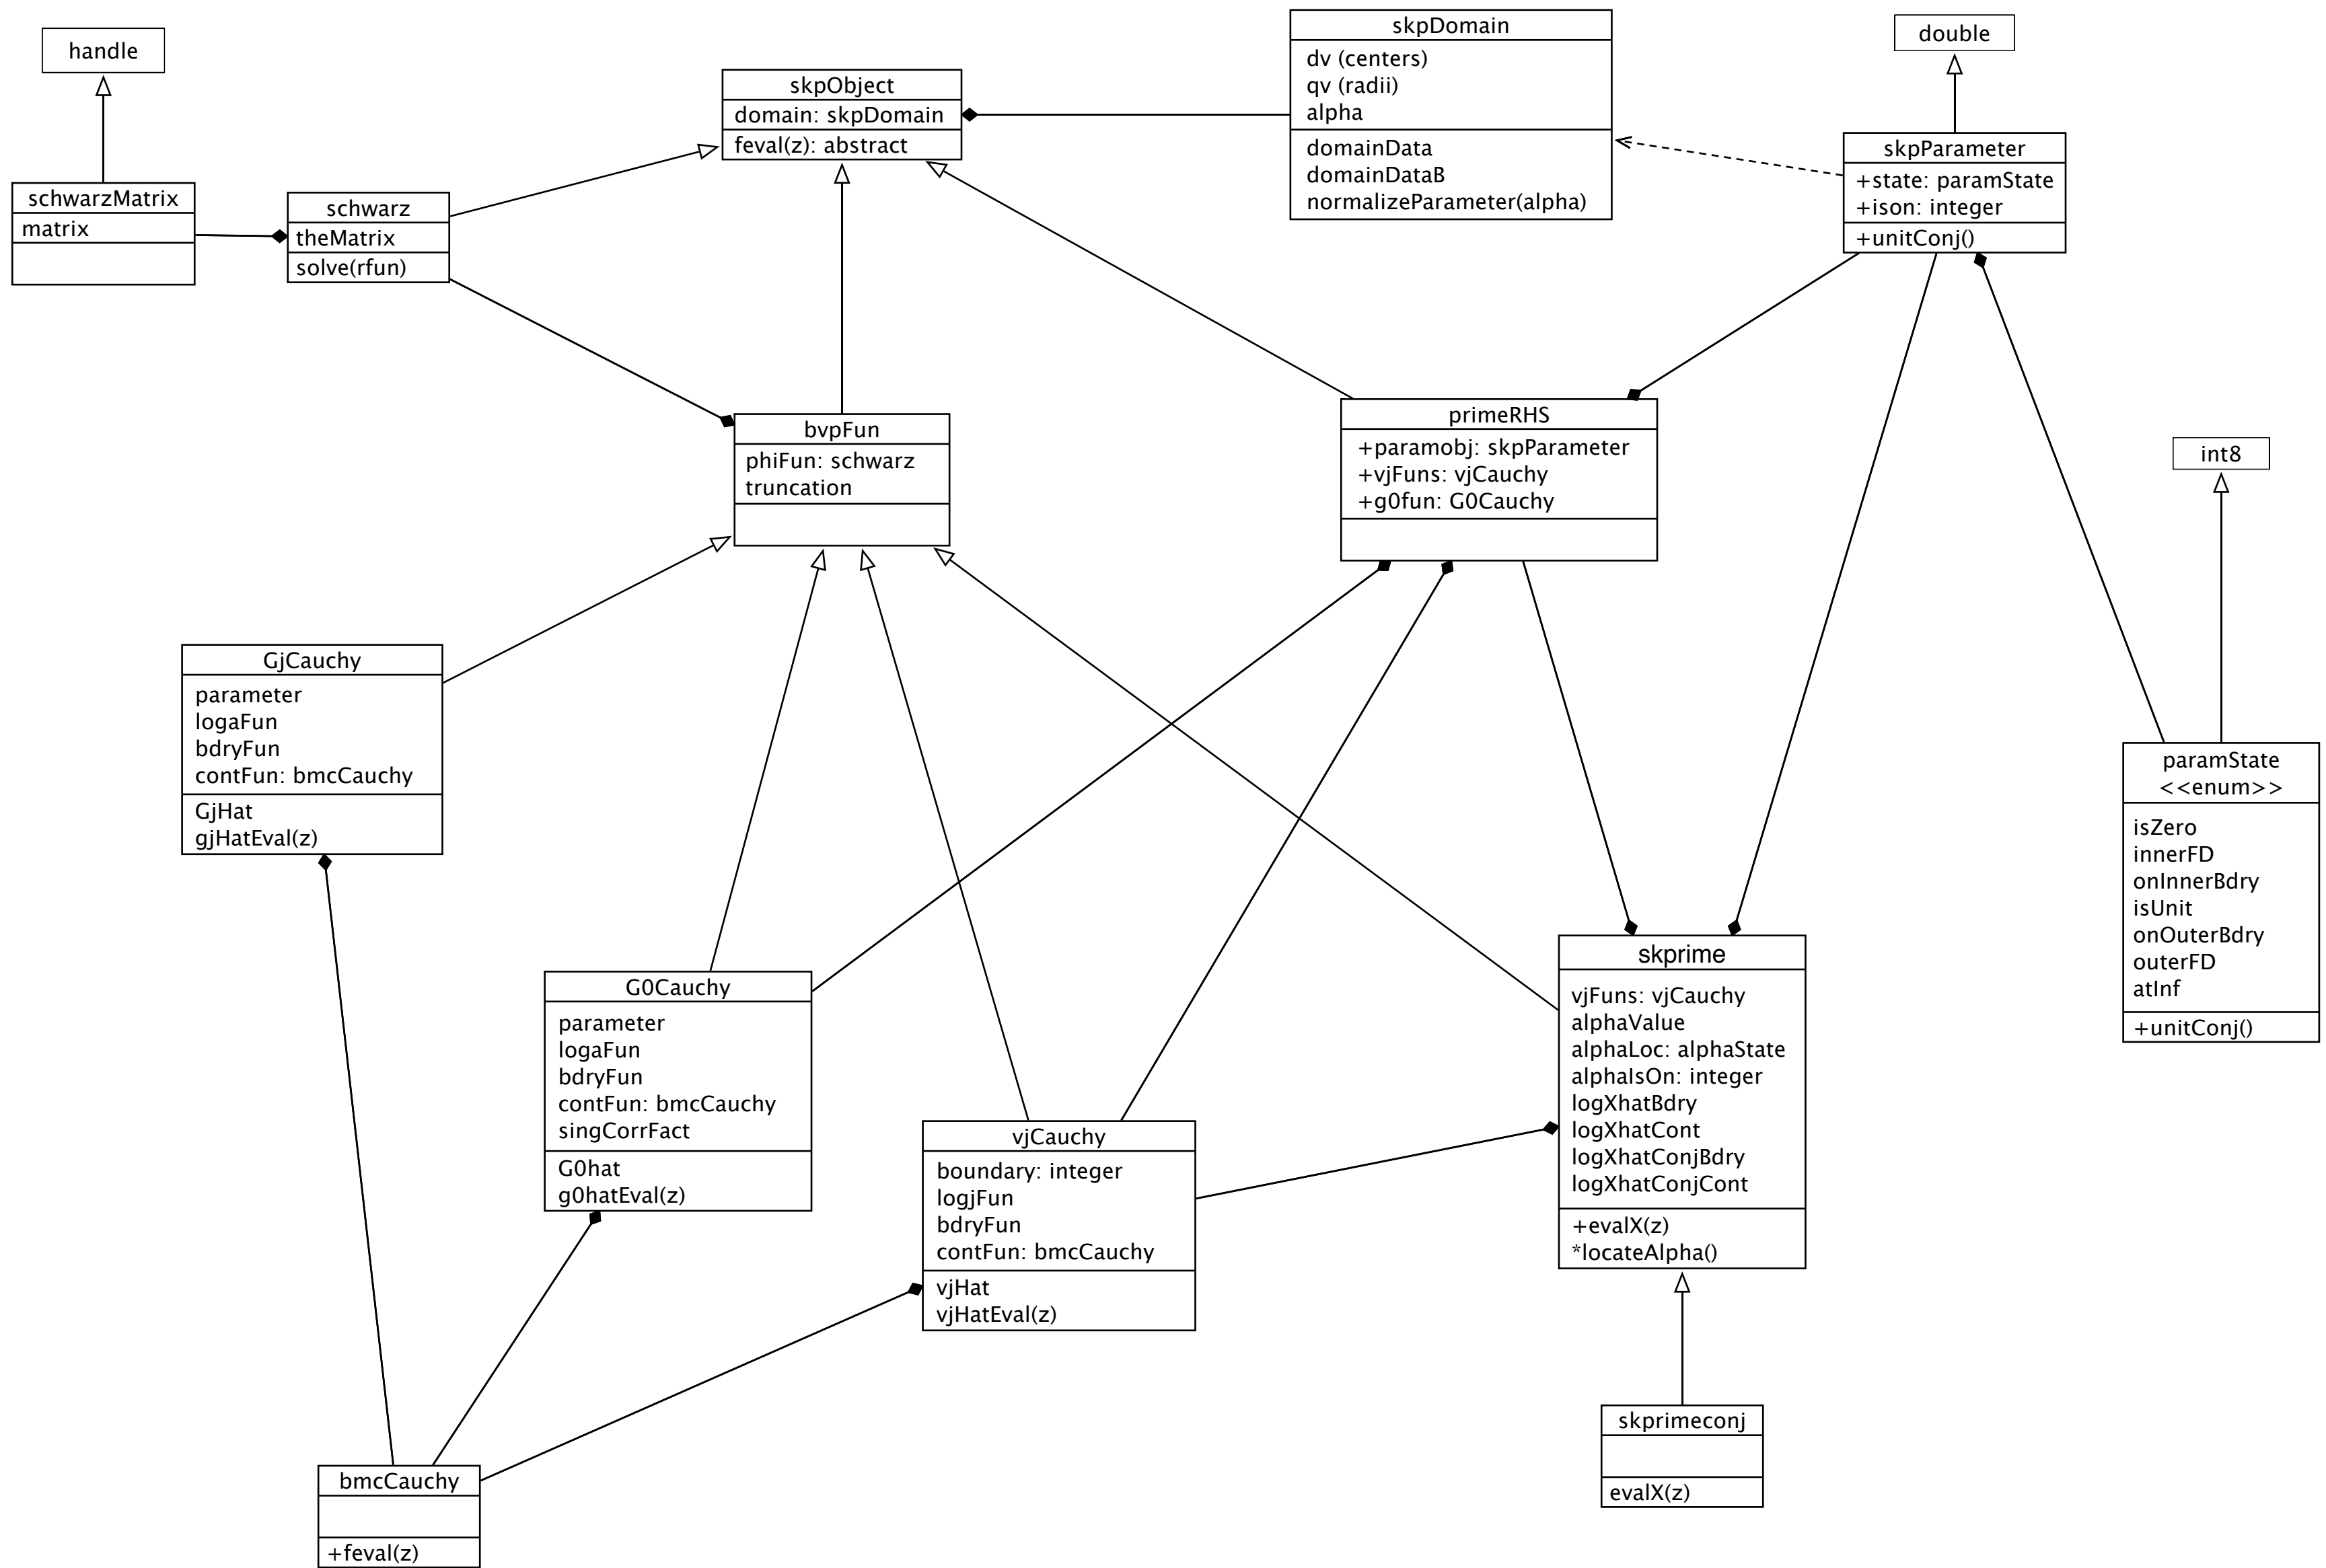 handle
schwarzMatrix
matrix
schwarz
theMatrix
solve(rfun)
skpObject
domain: skpDomain
feval(z): abstract
skpDomain
dv (centers)
qv (radii)
alpha
domainData
domainDataB
normalizeParameter(alpha)
double
skpParameter
+state: paramState
+ison: integer
+unitConj()
bvpFun
phiFun: schwarz
truncation
primeRHS
+paramobj: skpParameter
+vjFuns: vjCauchy
+g0fun: G0Cauchy
int8
paramState
<<enum>>
isZero
innerFD
onInnerBdry
isUnit
onOuterBdry
outerFD
atInf
+unitConj()
GjCauchy
parameter
logaFun
bdryFun
contFun: bmcCauchy
GjHat
gjHatEval(z)
G0Cauchy
parameter
logaFun
bdryFun
contFun: bmcCauchy
singCorrFact
G0hat
g0hatEval(z)
vjCauchy
boundary: integer
logjFun
bdryFun
contFun: bmcCauchy
vjHat
vjHatEval(z)
skprime
vjFuns: vjCauchy
alphaValue
alphaLoc: alphaState
alphaIsOn: integer
logXhatBdry
logXhatCont
logXhatConjBdry
logXhatConjCont
+evalX(z)
*locateAlpha()
skprimeconj
evalX(z)
bmcCauchy
+feval(z)